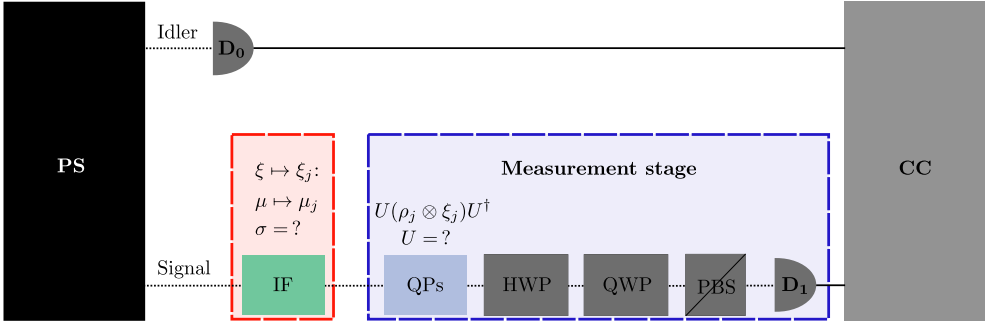 Idler
D₀
PS
CC
ξ ↦ ξⱼ:
μ ↦ μⱼ
σ = ?
Measurement stage
U(ρⱼ ⊗ ξⱼ)U†
U = ?
Signal
IF
QPs
HWP
QWP
PBS
D₁